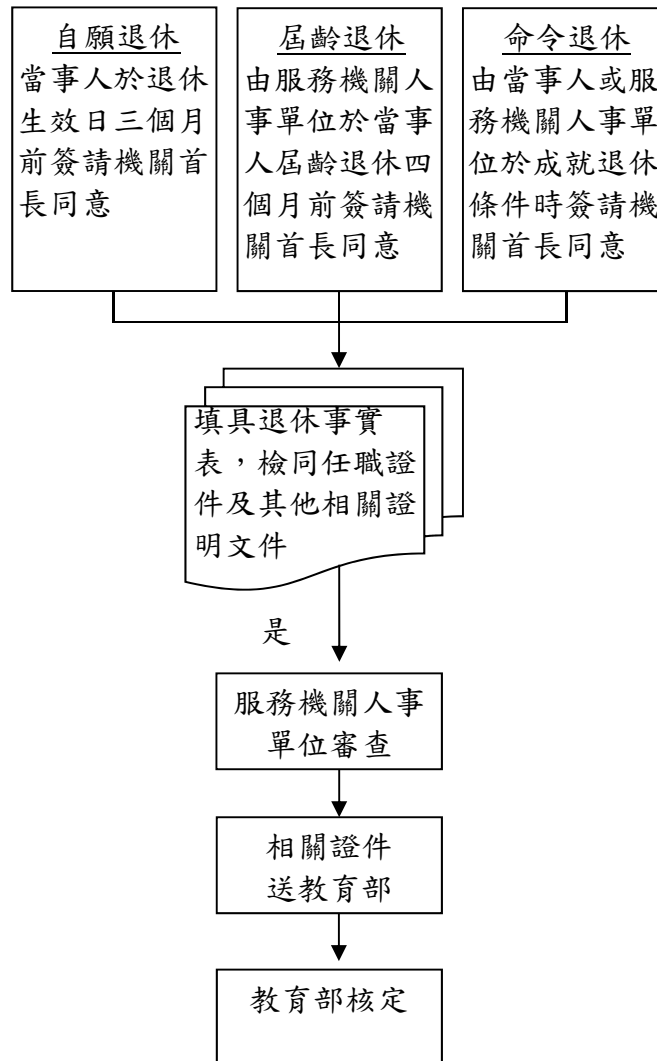 自願退休
當事人於退休
生效日三個月
前簽請機關首
長同意
屆齡退休
由服務機關人
事單位於當事
人屆齡退休四
個月前簽請機
關首長同意
命令退休
由當事人或服
務機關人事單
位於成就退休
條件時簽請機
關首長同意
填具退休事實
表，檢同任職證
件及其他相關證
明文件
是
服務機關人事
單位審查
相關證件
送教育部
教育部核定